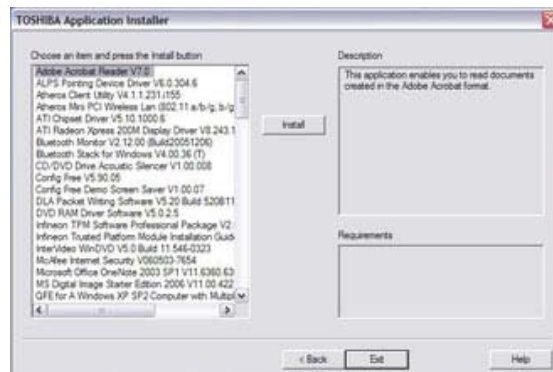 TOSHIBA Application Installer
Choose an item and press the Install button
Adobe Acrobat Reader V7.0
ALPS Pointing Device Driver V6.0.304.6
Atheros Client Utility V4.1.1.231/155
Atheros Mini PCI Wireless Lan (802.11 a/b/g, b/g
ATI Chipset Driver V5.10.1000.6
ATI Radeon Xpress 200M Display Driver V8.243.1
Bluetooth Monitor V2.12.00 (Build20051206)
Bluetooth Stack for Windows V4.00.36 (T)
CD/DVD Drive Acoustic Silencer V1.00.008
Config Free V5.90.05
Config Free Demo Screen Saver V1.00.07
DLA Packet Writing Software V5.20 Build 520B11
DVD RAM Driver Software V5.0.2.5
Infineon TPM Software Professional Package V2
Infineon Trusted Platform Module Installation Guid
InterVideo WinDVD V5.0 Build 11.546-0323
McAfee Internet Security V060503-7654
Microsoft Office OneNote 2003 SP1 V11.6360.63
MS Digital Image Starter Edition 2006 V11.00.422
QFE for A Windows XP SP2 Computer with Multipl
Install
Description
This application enables you to read documents
created in the Adobe Acrobat format.
Requirements
< Back
Exit
Help